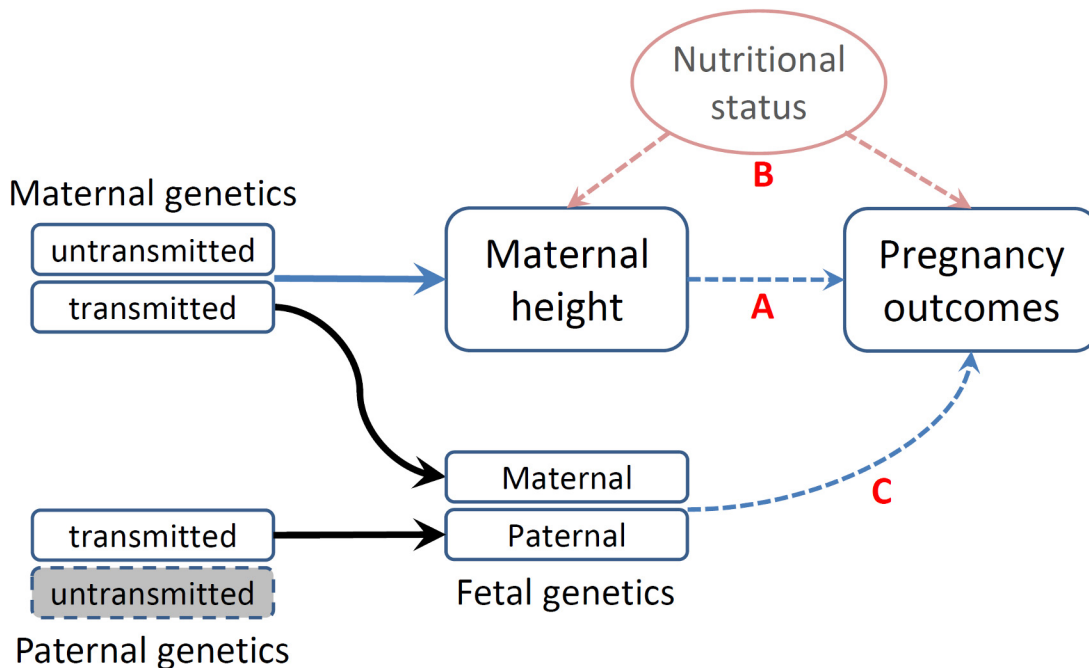 Nutritional
status
B
Maternal genetics
untransmitted
transmitted
Maternal
height
A
Pregnancy
outcomes
Maternal
Paternal
C
Fetal genetics
transmitted
untransmitted
Paternal genetics